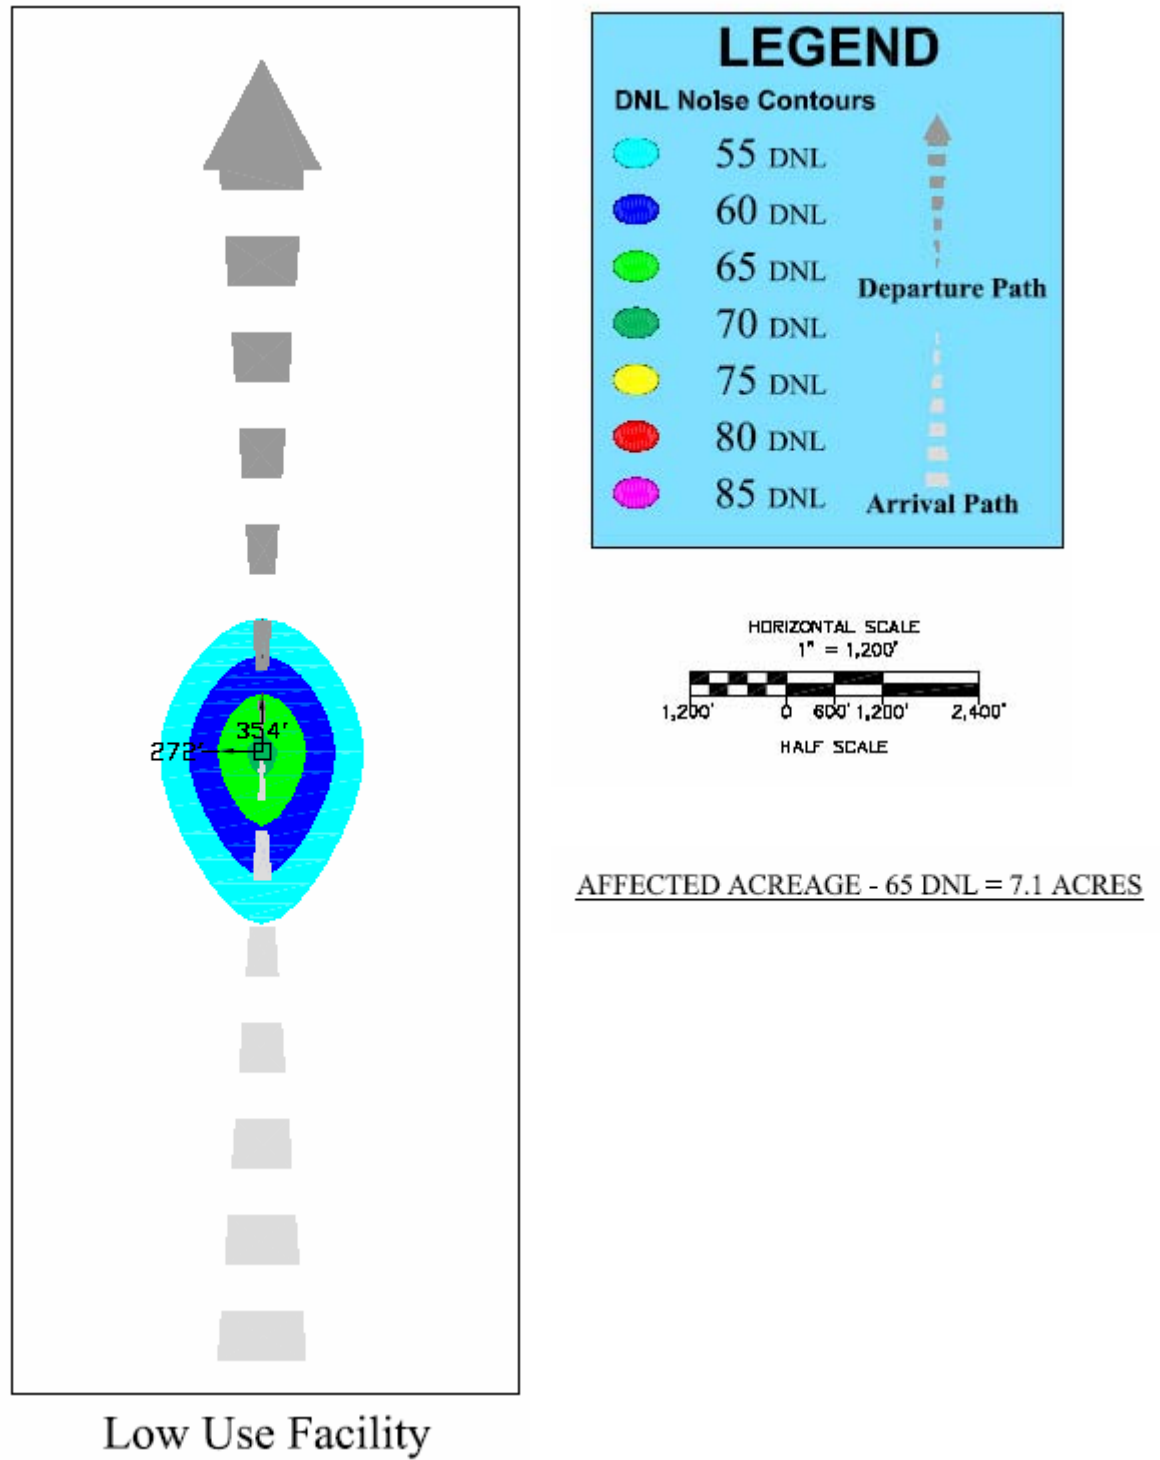 LEGEND
DNL Noise Contours
55 DNL
60 DNL
65 DNL
70 DNL
75 DNL
80 DNL
85 DNL
Departure Path
Arrival Path
354'
272'
HORIZONTAL SCALE
1" = 1,200'
1,200' 0 600' 1,200' 2,400'
HALF SCALE
AFFECTED ACREAGE - 65 DNL = 7.1 ACRES
Low Use Facility